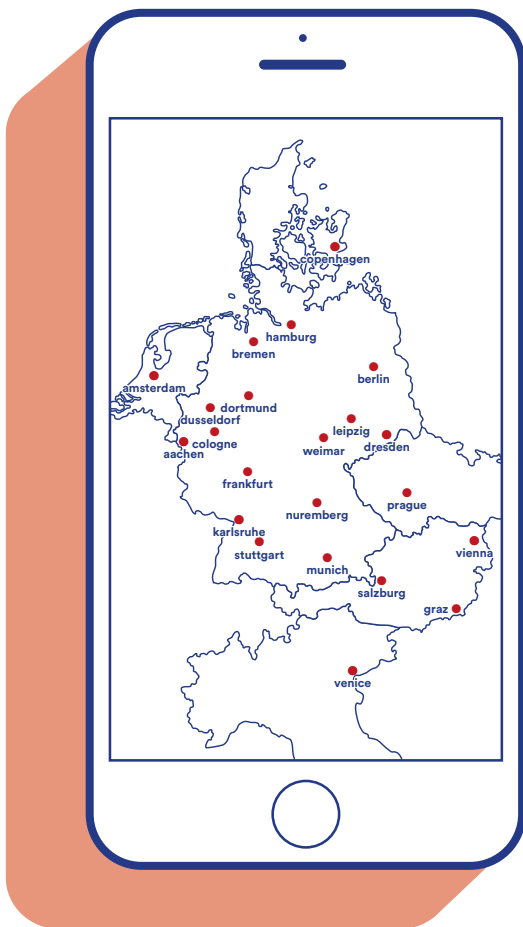 copenhagen
hamburg
bremen
berlin
amsterdam
dortmund
dusseldorf
leipzig
cologne
dresden
weimar
aachen
frankfurt
prague
nuremberg
karlsruhe
stuttgart
vienna
munich
salzburg
graz
venice